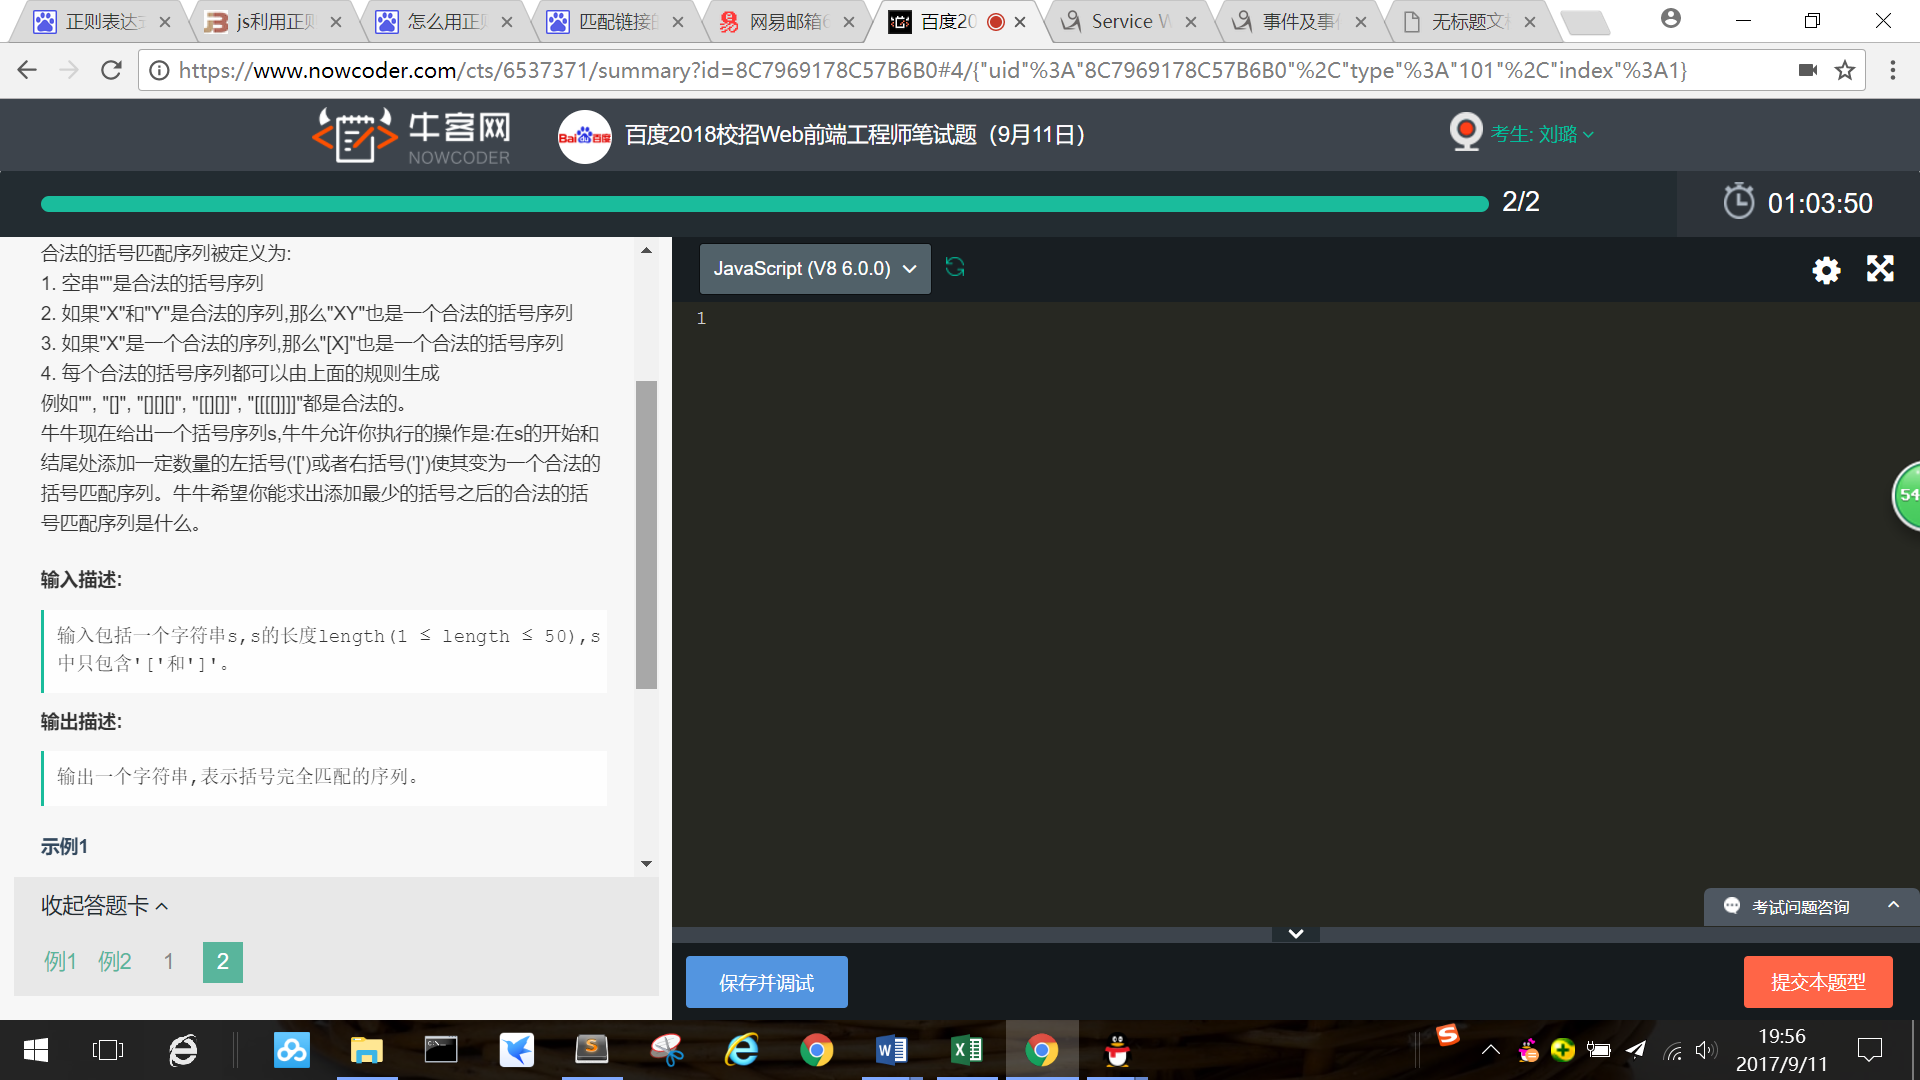 正则表达式
js利用正则
怎么用正则
匹配链接的
网易邮箱6
百度20
Service W
事件及事件
无标题文档
https://www.nowcoder.com/cts/6537371/summary?id=8C7969178C57B6B0#4/{"uid"%3A"8C7969178C57B6B0"%2C"type"%3A"101"%2C"index"%3A1}
牛客网
NOWCODER
Bai百度
百度2018校招Web前端工程师笔试题（9月11日）
考生: 刘璐
2/2
01:03:50
合法的括号匹配序列被定义为:
1. 空串""是合法的括号序列
2. 如果"X"和"Y"是合法的序列,那么"XY"也是一个合法的括号序列
3. 如果"X"是一个合法的序列,那么"[X]"也是一个合法的括号序列
4. 每个合法的括号序列都可以由上面的规则生成
例如"", "[]", "[][][]", "[[][]]", "[[[[]]]]"都是合法的。
牛牛现在给出一个括号序列s,牛牛允许你执行的操作是:在s的开始和
结尾处添加一定数量的左括号('[')或者右括号(']')使其变为一个合法的
括号匹配序列。牛牛希望你能求出添加最少的括号之后的合法的括
号匹配序列是什么。
输入描述:
输入包括一个字符串s,s的长度length(1 ≤ length ≤ 50),s
中只包含'['和']'。
输出描述:
输出一个字符串,表示括号完全匹配的序列。
示例1
收起答题卡
例1 例2 1 2
JavaScript (V8 6.0.0)
1
54
考试问题咨询
保存并调试
提交本题型
19:56
2017/9/11